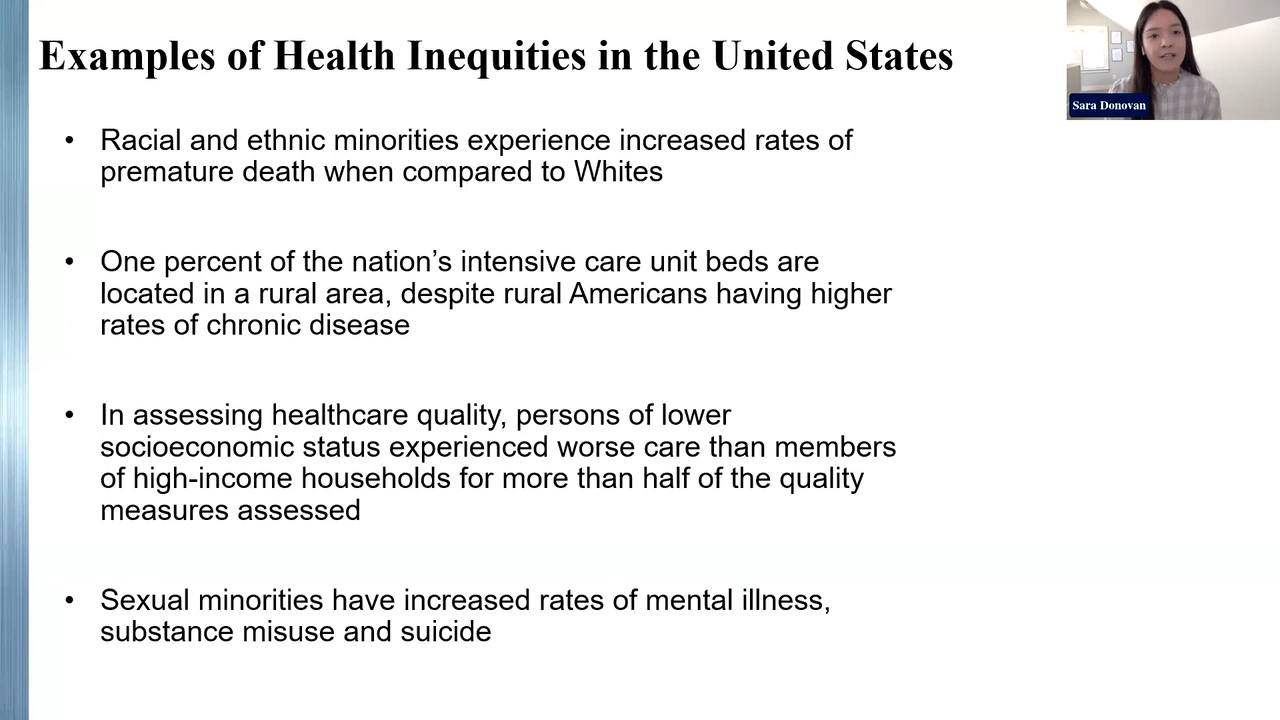 Examples of Health Inequities in the United States
Sara Donovan
• Racial and ethnic minorities experience increased rates of
premature death when compared to Whites
• One percent of the nation’s intensive care unit beds are
located in a rural area, despite rural Americans having higher
rates of chronic disease
• In assessing healthcare quality, persons of lower
socioeconomic status experienced worse care than members
of high-income households for more than half of the quality
measures assessed
• Sexual minorities have increased rates of mental illness,
substance misuse and suicide